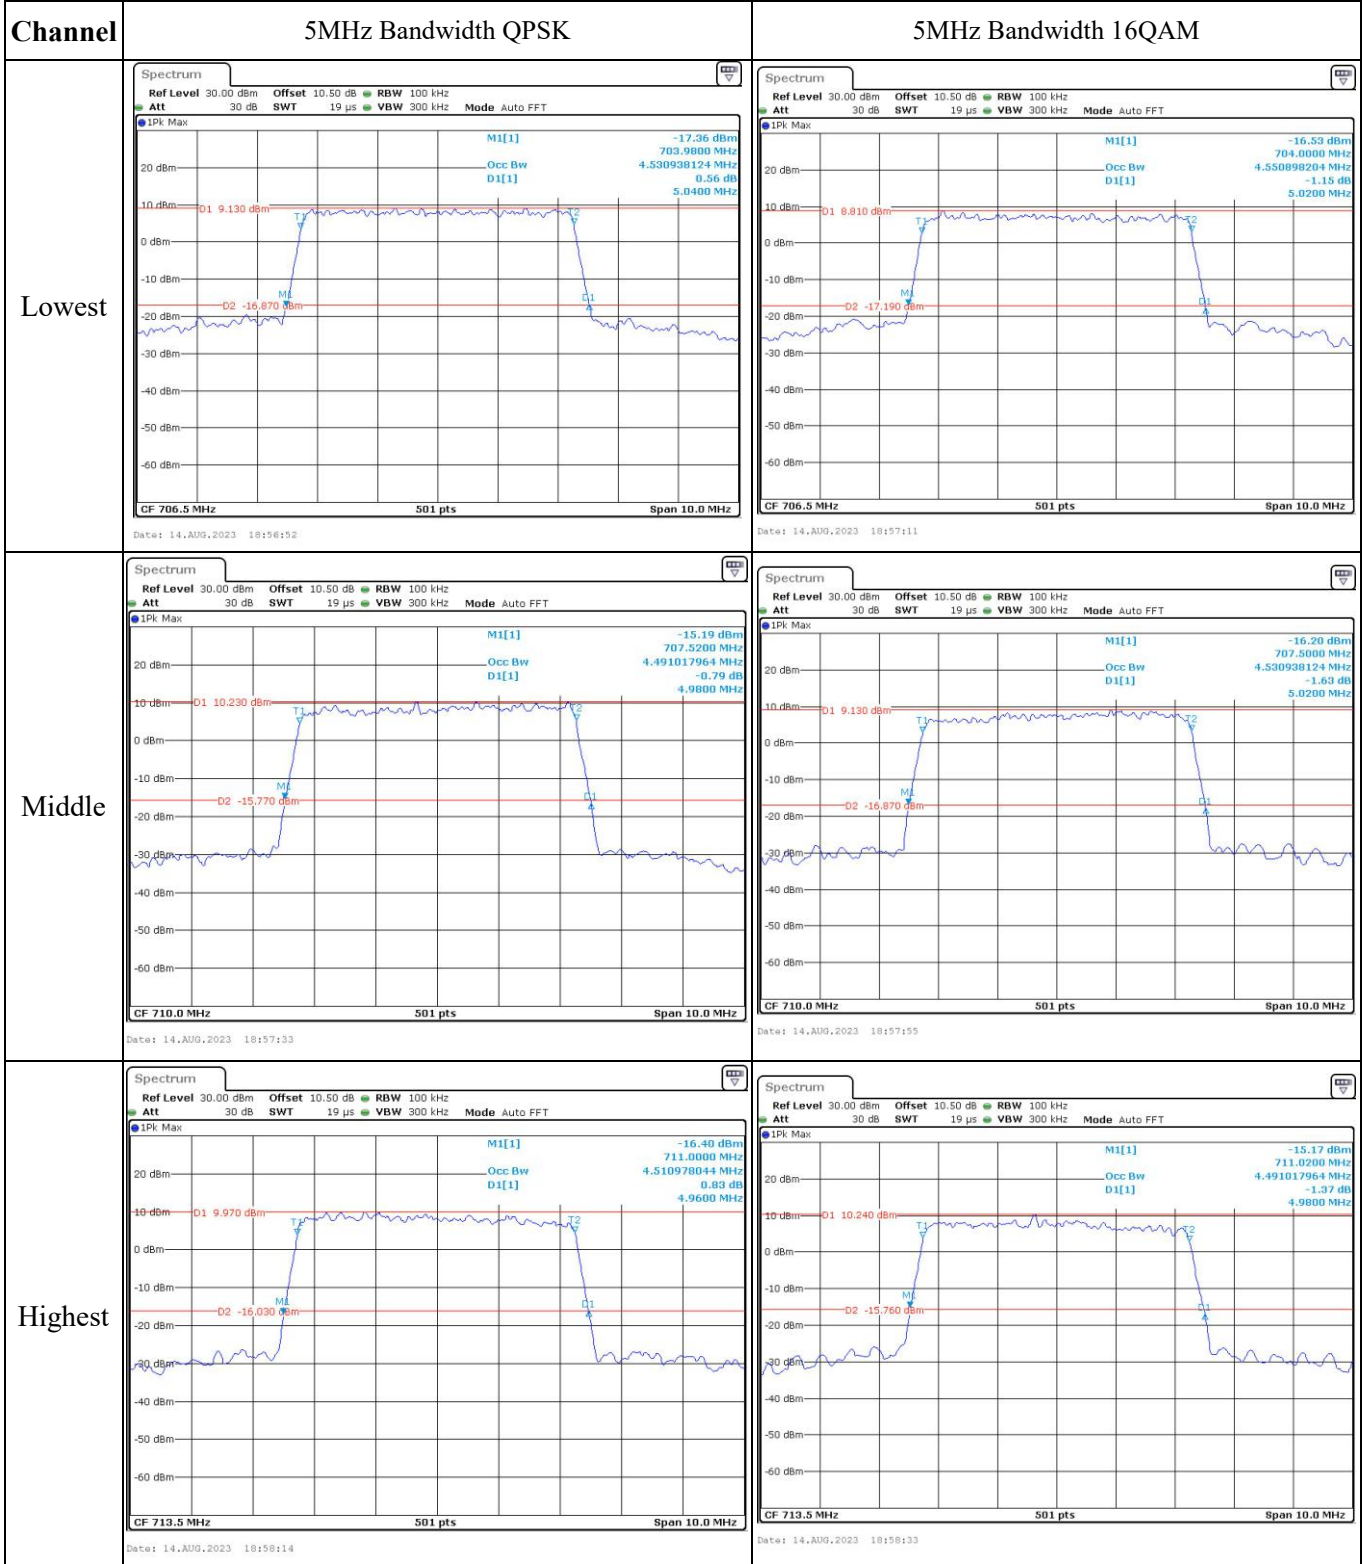 Channel 5MHz Bandwidth QPSK 5MHz Bandwidth 16QAM
Lowest
Spectrum
Ref Level 30.00 dBm Offset 10.50 dB RBW 100 kHz
Att 30 dB SWT 19 µs VBW 300 kHz Mode Auto FFT
1Pk Max
M1[1] -17.36 dBm
703.9800 MHz
Occ Bw 4.530938124 MHz
D1[1] 0.56 dB
5.0400 MHz
20 dBm
10 dBm
D1 9.130 dBm
T1
T2
0 dBm
-10 dBm
M1
D1
D2 -16.870 dBm
-20 dBm
-30 dBm
-40 dBm
-50 dBm
-60 dBm
CF 706.5 MHz 501 pts Span 10.0 MHz
Date: 14.AUG.2023 18:56:52
Spectrum
Ref Level 30.00 dBm Offset 10.50 dB RBW 100 kHz
Att 30 dB SWT 19 µs VBW 300 kHz Mode Auto FFT
1Pk Max
M1[1] -16.53 dBm
704.0000 MHz
Occ Bw 4.550898204 MHz
D1[1] -1.15 dB
5.0200 MHz
20 dBm
10 dBm
D1 8.810 dBm
T1
T2
0 dBm
-10 dBm
M1
D1
D2 -17.190 dBm
-20 dBm
-30 dBm
-40 dBm
-50 dBm
-60 dBm
CF 706.5 MHz 501 pts Span 10.0 MHz
Date: 14.AUG.2023 18:57:11
Middle
Spectrum
Ref Level 30.00 dBm Offset 10.50 dB RBW 100 kHz
Att 30 dB SWT 19 µs VBW 300 kHz Mode Auto FFT
1Pk Max
M1[1] -15.19 dBm
707.5200 MHz
Occ Bw 4.491017964 MHz
D1[1] -0.79 dB
4.9800 MHz
20 dBm
10 dBm
D1 10.230 dBm
T1
T2
0 dBm
-10 dBm
M1
D1
D2 -15.770 dBm
-20 dBm
-30 dBm
-40 dBm
-50 dBm
-60 dBm
CF 710.0 MHz 501 pts Span 10.0 MHz
Date: 14.AUG.2023 18:57:33
Spectrum
Ref Level 30.00 dBm Offset 10.50 dB RBW 100 kHz
Att 30 dB SWT 19 µs VBW 300 kHz Mode Auto FFT
1Pk Max
M1[1] -16.20 dBm
707.5000 MHz
Occ Bw 4.530938124 MHz
D1[1] -1.63 dB
5.0200 MHz
20 dBm
10 dBm
D1 9.130 dBm
T1
T2
0 dBm
-10 dBm
M1
D1
D2 -16.870 dBm
-20 dBm
-30 dBm
-40 dBm
-50 dBm
-60 dBm
CF 710.0 MHz 501 pts Span 10.0 MHz
Date: 14.AUG.2023 18:57:55
Highest
Spectrum
Ref Level 30.00 dBm Offset 10.50 dB RBW 100 kHz
Att 30 dB SWT 19 µs VBW 300 kHz Mode Auto FFT
1Pk Max
M1[1] -16.40 dBm
711.0000 MHz
Occ Bw 4.510978044 MHz
D1[1] 0.83 dB
4.9600 MHz
20 dBm
10 dBm
D1 9.970 dBm
T1
T2
0 dBm
-10 dBm
M1
D1
D2 -16.030 dBm
-20 dBm
-30 dBm
-40 dBm
-50 dBm
-60 dBm
CF 713.5 MHz 501 pts Span 10.0 MHz
Date: 14.AUG.2023 18:58:14
Spectrum
Ref Level 30.00 dBm Offset 10.50 dB RBW 100 kHz
Att 30 dB SWT 19 µs VBW 300 kHz Mode Auto FFT
1Pk Max
M1[1] -15.17 dBm
711.0200 MHz
Occ Bw 4.491017964 MHz
D1[1] -1.37 dB
4.9800 MHz
20 dBm
10 dBm
D1 10.240 dBm
T1
T2
0 dBm
-10 dBm
M1
D1
D2 -15.760 dBm
-20 dBm
-30 dBm
-40 dBm
-50 dBm
-60 dBm
CF 713.5 MHz 501 pts Span 10.0 MHz
Date: 14.AUG.2023 18:58:33